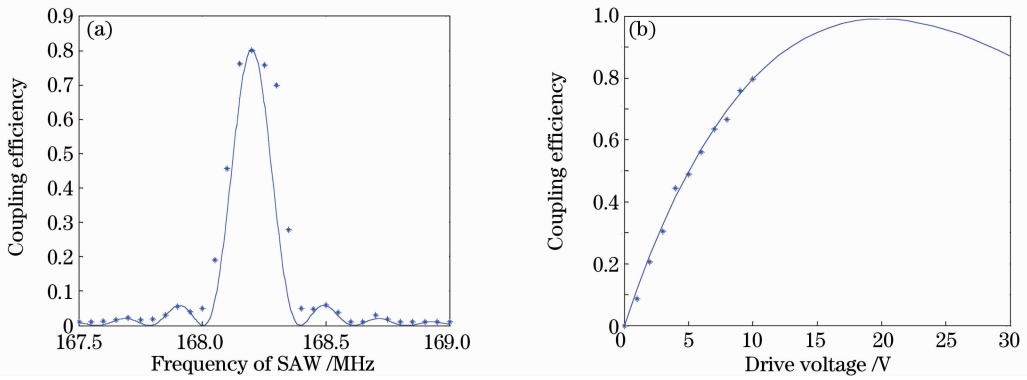 (a)
Coupling efficiency
0.9
0.8
0.7
0.6
0.5
0.4
0.3
0.2
0.1
0
167.5 168.0 168.5 169.0
Frequency of SAW /MHz
(b)
Coupling efficiency
1.0
0.8
0.6
0.4
0.2
0
0 5 10 15 20 25 30
Drive voltage /V